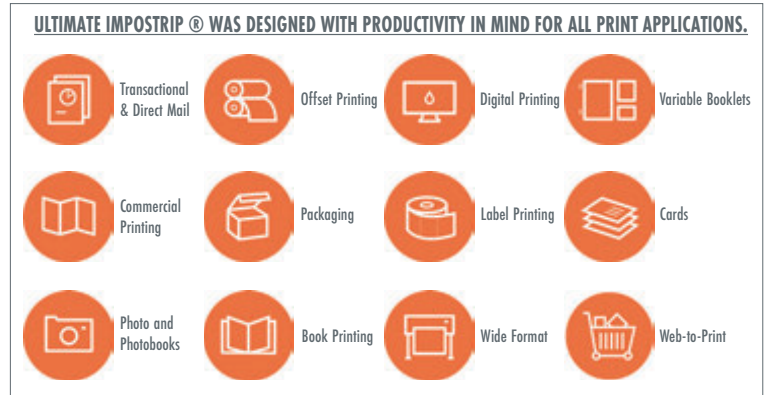 ULTIMATE IMPOSTRIP ® WAS DESIGNED WITH PRODUCTIVITY IN MIND FOR ALL PRINT APPLICATIONS.
Transactional
& Direct Mail
Offset Printing
Digital Printing
Variable Booklets
Commercial
Printing
Packaging
Label Printing
Cards
Photo and
Photobooks
Book Printing
Wide Format
Web-to-Print